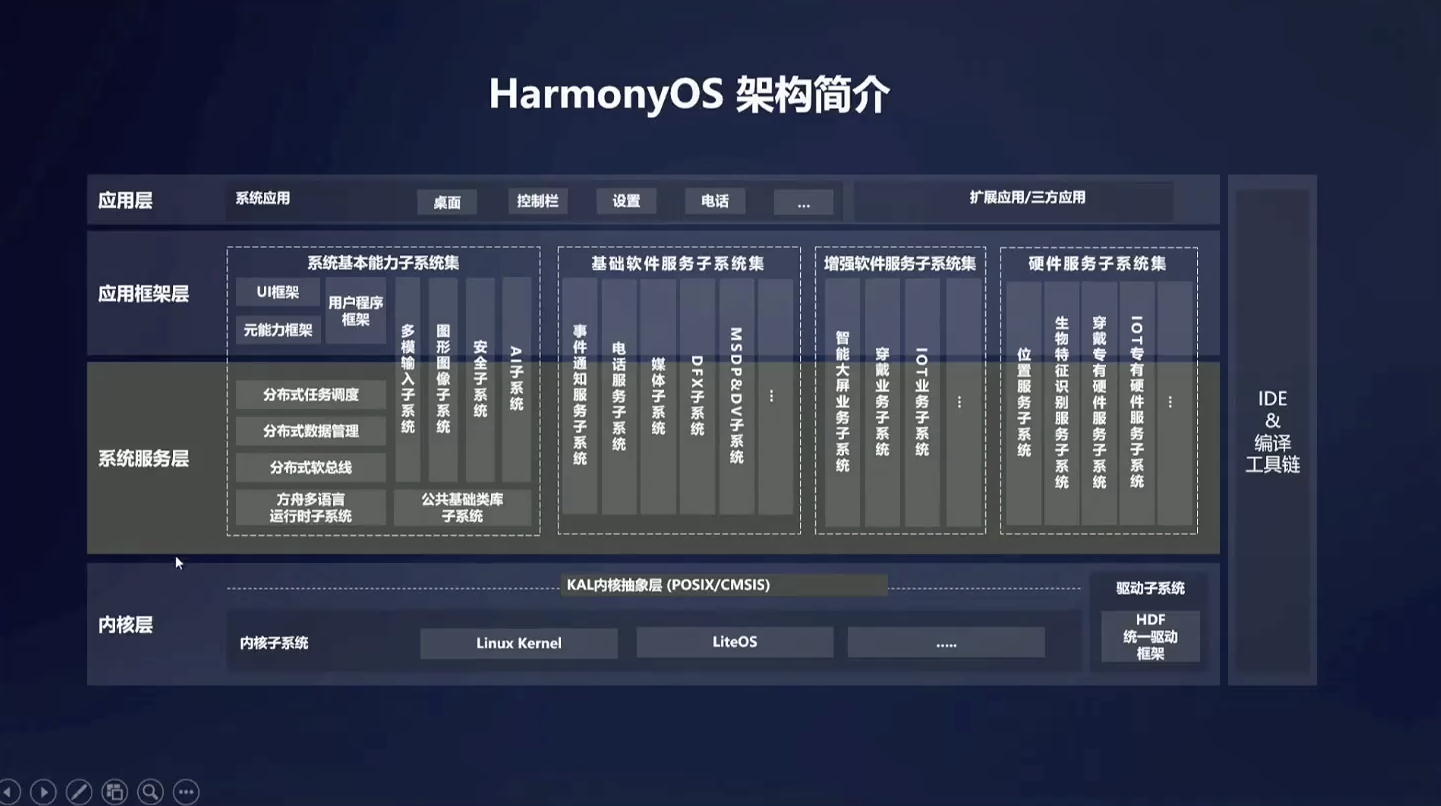 HarmonyOS 架构简介
应用层
系统应用
桌面
控制栏
设置
电话
...
扩展应用/三方应用
应用框架层
系统基本能力子系统集
UI框架
元能力框架
用户程序
框架
多模输入子系统
图形图像子系统
安全子系统
AI子系统
系统服务层
分布式任务调度
分布式数据管理
分布式软总线
方舟多语言
运行时子系统
公共基础类库
子系统
基础软件服务子系统集
事件通知服务子系统
电话服务子系统
媒体子系统
DFX子系统
MSDP&DV子系统
...
增强软件服务子系统集
智能大屏业务子系统
穿戴业务子系统
IOT业务子系统
...
硬件服务子系统集
位置服务子系统
生物特征识别服务子系统
穿戴专有硬件服务子系统
IOT专有硬件服务子系统
...
内核层
KAL内核抽象层 (POSIX/CMSIS)
内核子系统
Linux Kernel
LiteOS
.....
驱动子系统
HDF
统一驱动
框架
IDE
&
编译
工具链